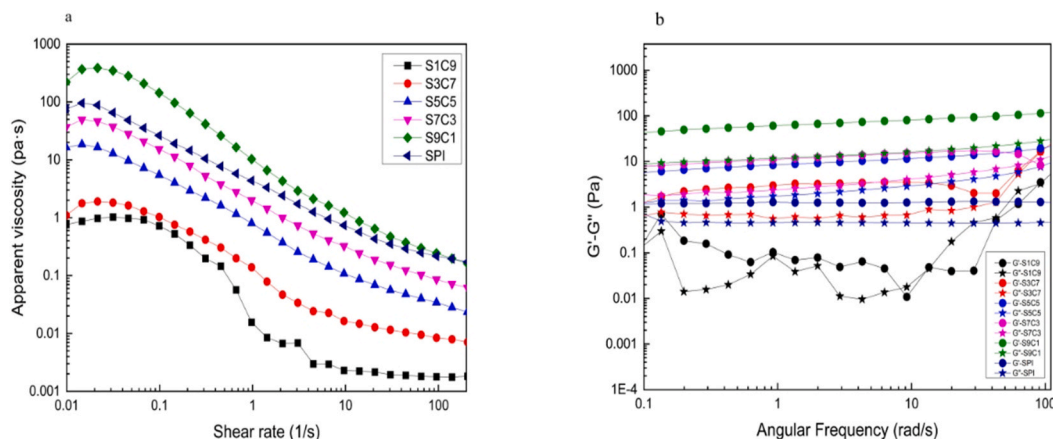 a
Apparent viscosity (pa·s)
1000
100
10
1
0.1
0.01
0.001
0.01
0.1
1
10
100
Shear rate (1/s)
S1C9
S3C7
S5C5
S7C3
S9C1
SPI
b
G'-G'' (Pa)
1000
100
10
1
0.1
0.01
0.001
1E-4
0.1
1
10
100
Angular Frequency (rad/s)
G'-S1C9
G''-S1C9
G'-S3C7
G''-S3C7
G'-S5C5
G''-S5C5
G'-S7C3
G''-S7C3
G'-S9C1
G''-S9C1
G'-SPI
G''-SPI